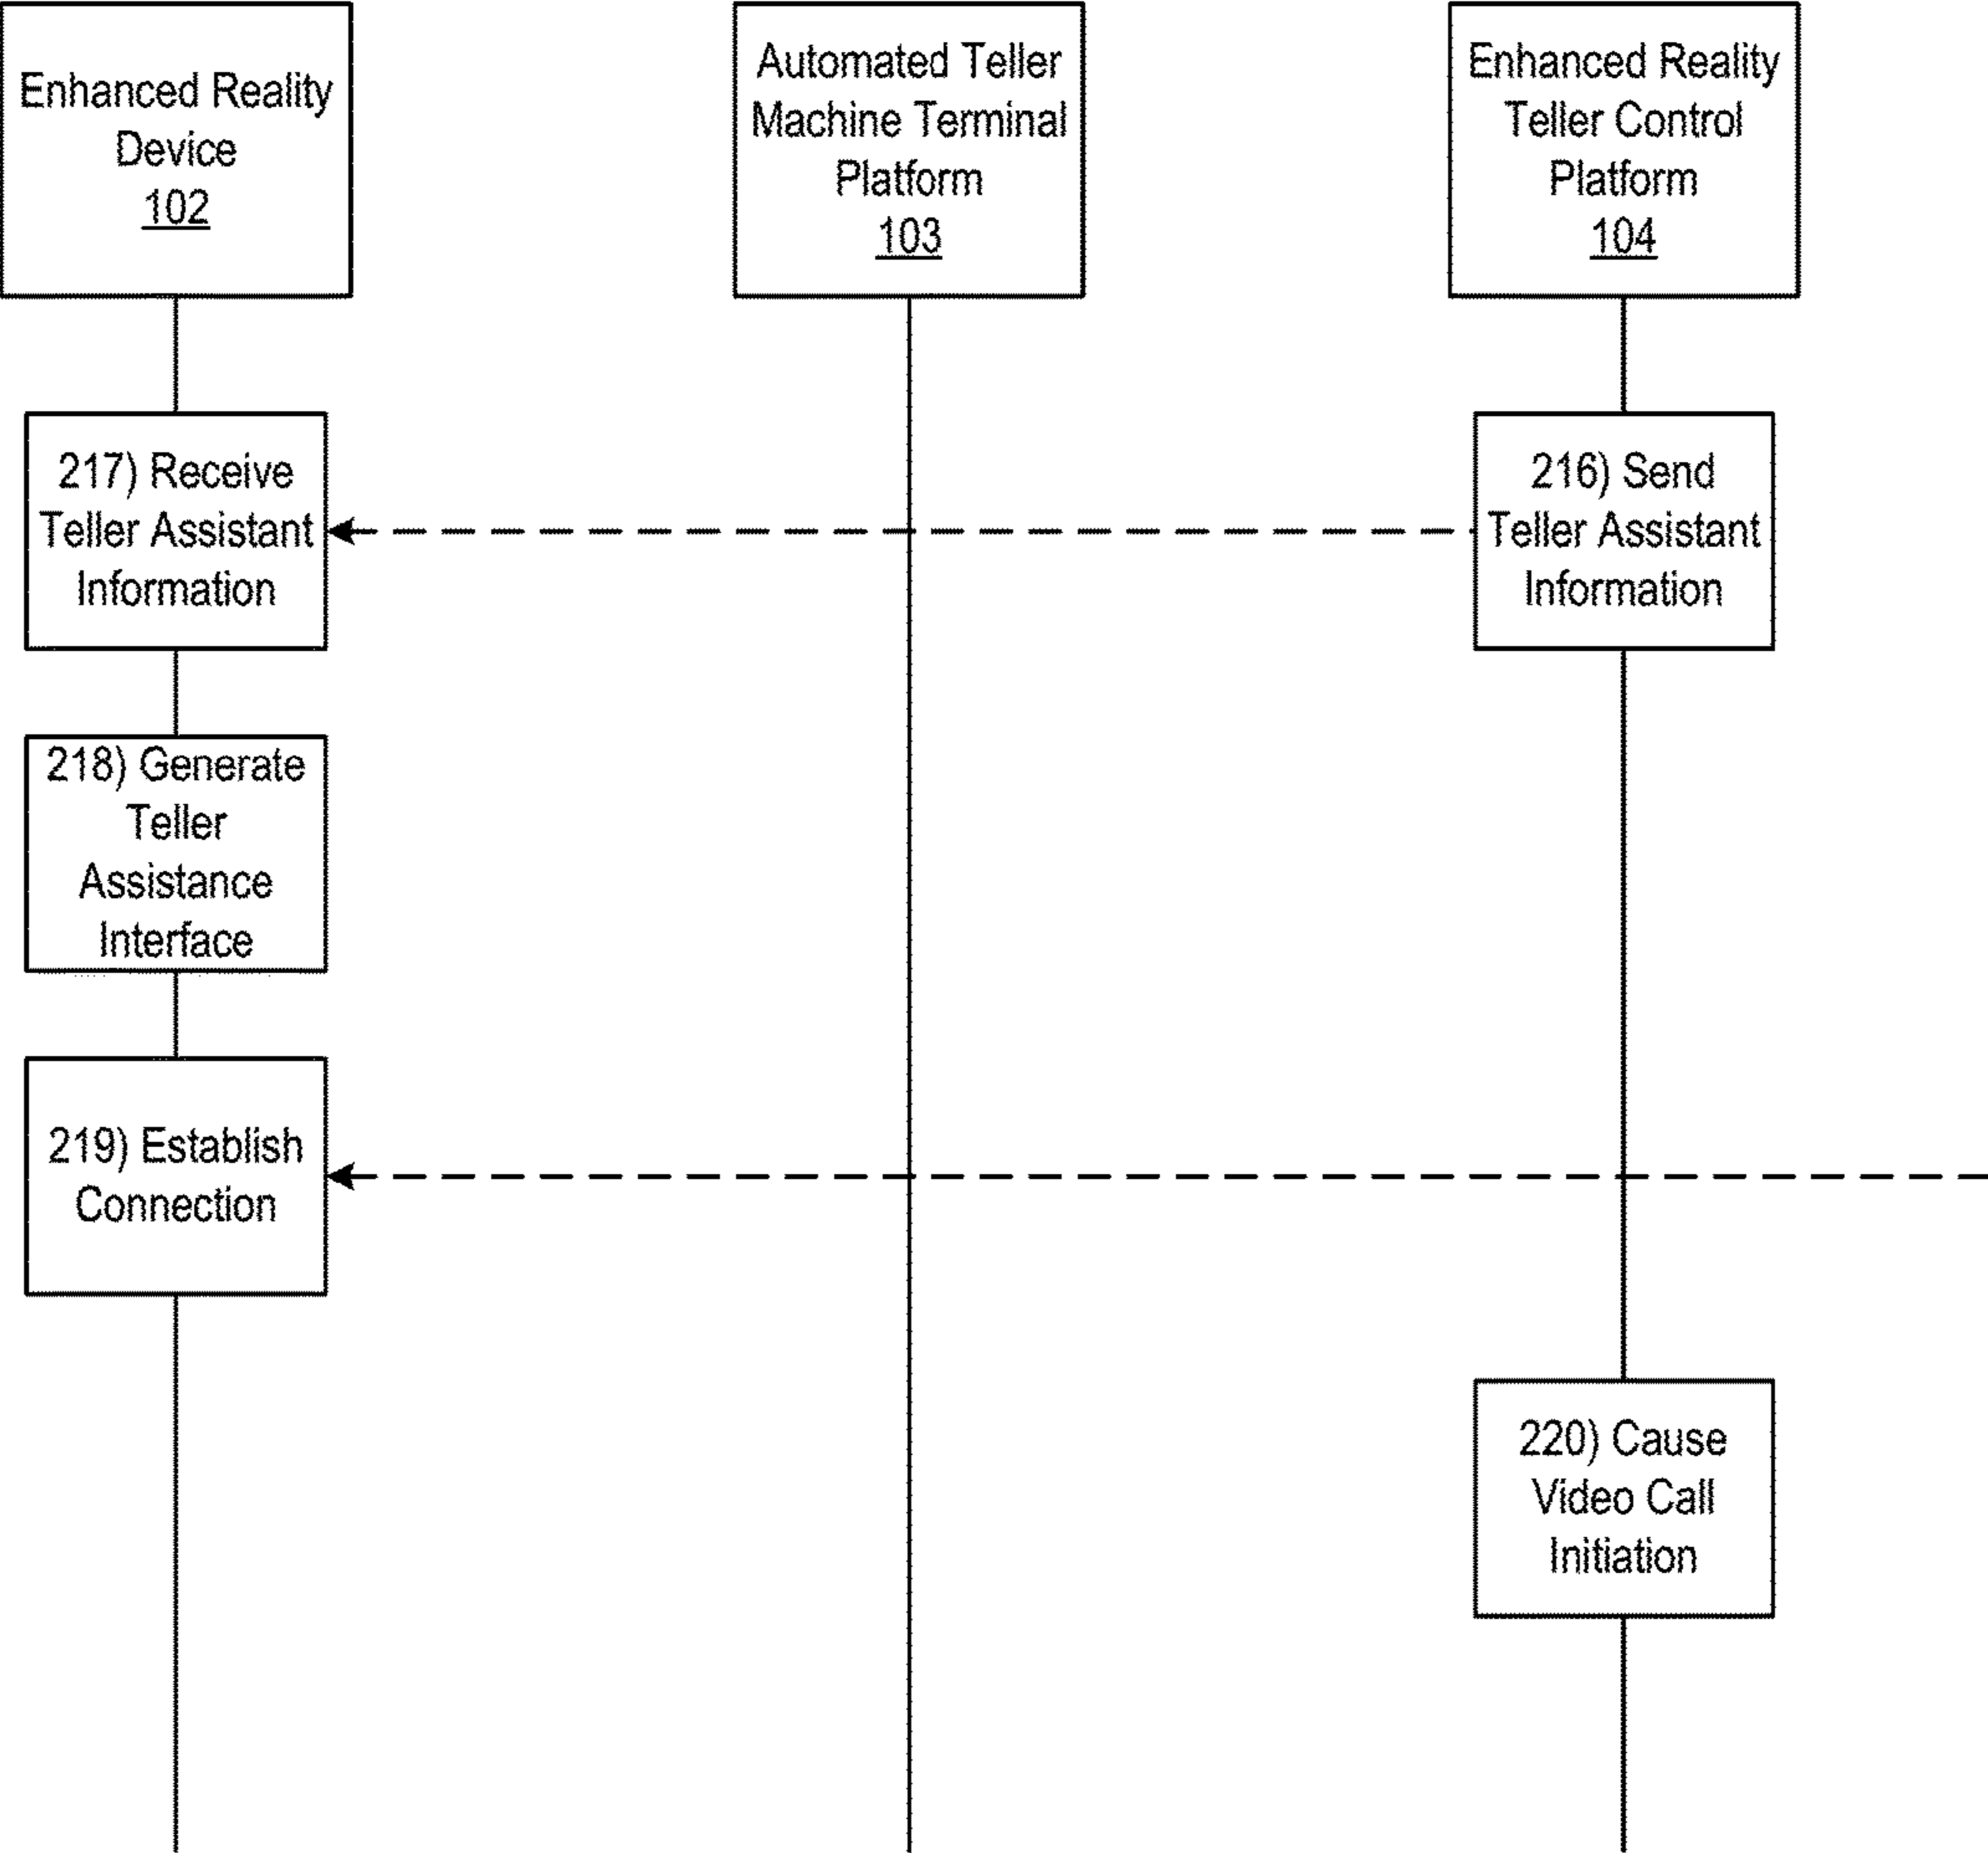 Enhanced Reality
Device
102
Automated Teller
Machine Terminal
Platform
103
Enhanced Reality
Teller Control
Platform
104
217) Receive
Teller Assistant
Information
216) Send
Teller Assistant
Information
218) Generate
Teller
Assistance
Interface
219) Establish
Connection
220) Cause
Video Call
Initiation